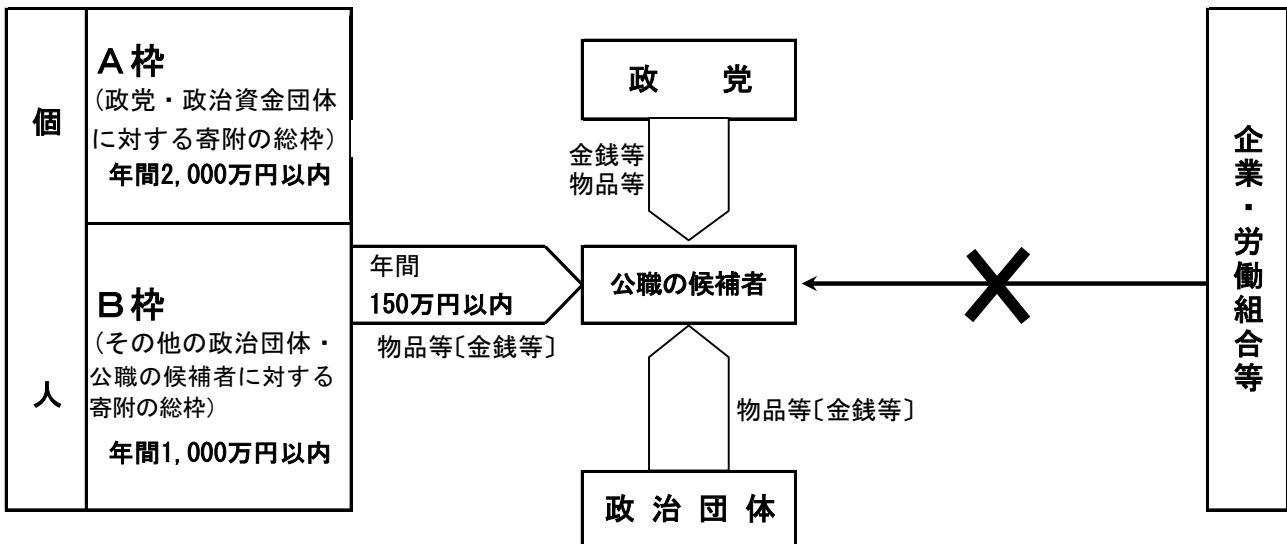 個人
A枠
(政党・政治資金団体
に対する寄附の総枠)
年間2,000万円以内
B枠
(その他の政治団体・
公職の候補者に対する
寄附の総枠)
年間1,000万円以内
年間
150万円以内
物品等〔金銭等〕
政党
金銭等
物品等
公職の候補者
物品等〔金銭等〕
政治団体
企業・労働組合等